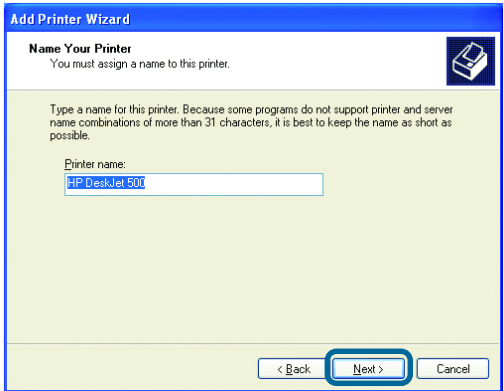 Add Printer Wizard
Name Your Printer
You must assign a name to this printer.
Type a name for this printer. Because some programs do not support printer and server
name combinations of more than 31 characters, it is best to keep the name as short as
possible.
Printer name:
HP DeskJet 500
< Back Next > Cancel